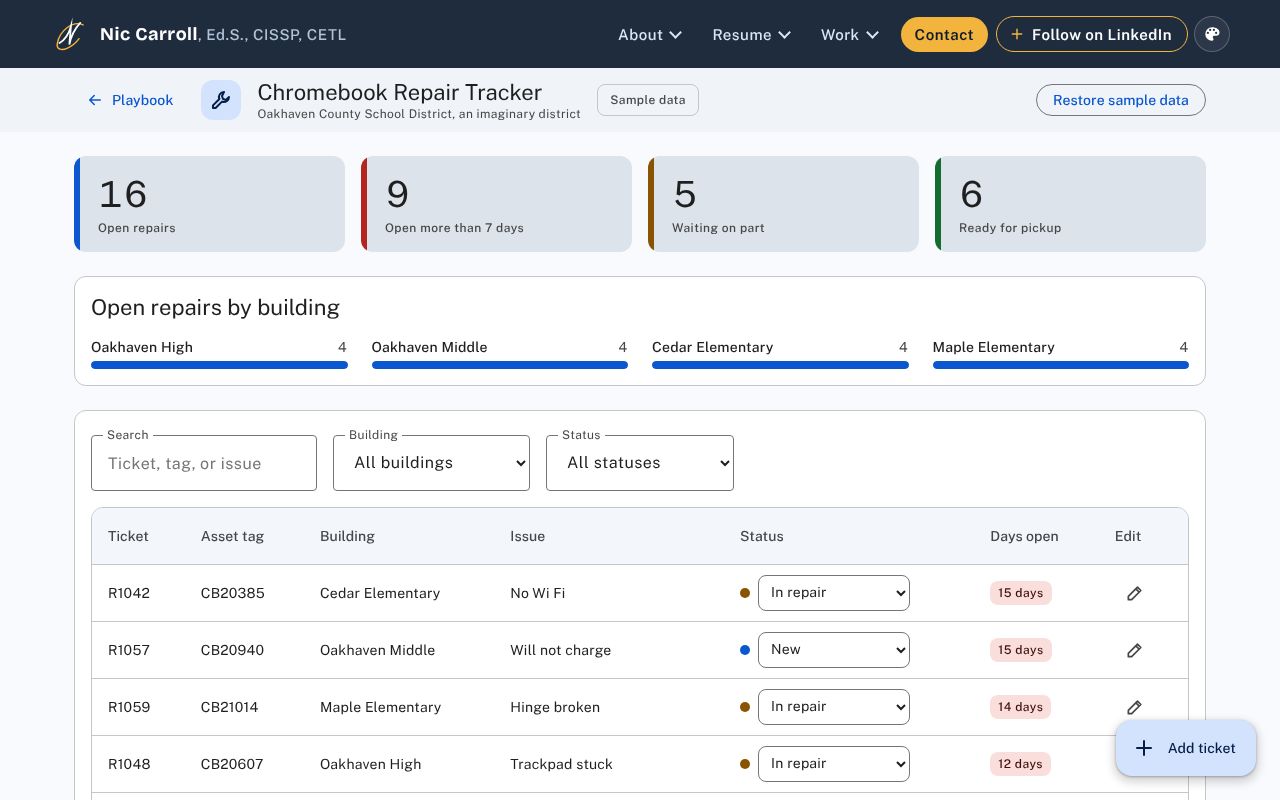 Nic Carroll, Ed.S., CISSP, CETL
About
Resume
Work
Contact
Follow on LinkedIn
Playbook
Chromebook Repair Tracker
Oakhaven County School District, an imaginary district
Sample data
Restore sample data
16
Open repairs
9
Open more than 7 days
5
Waiting on part
6
Ready for pickup
Open repairs by building
Oakhaven High 4
Oakhaven Middle 4
Cedar Elementary 4
Maple Elementary 4
Search
Ticket, tag, or issue
Building
All buildings
Status
All statuses
Ticket Asset tag Building Issue Status Days open Edit
R1042 CB20385 Cedar Elementary No Wi Fi In repair 15 days
R1057 CB20940 Oakhaven Middle Will not charge New 15 days
R1059 CB21014 Maple Elementary Hinge broken In repair 14 days
R1048 CB20607 Oakhaven High Trackpad stuck In repair 12 days
Add ticket